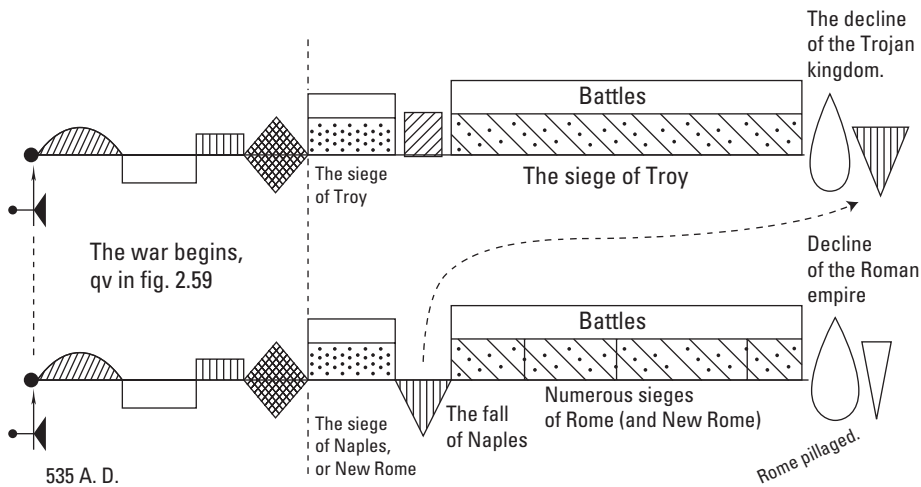 The decline
of the Trojan
kingdom.
Battles
The siege
of Troy
The siege of Troy
The war begins,
qv in fig. 2.59
Decline
of the Roman
empire
Battles
The siege
of Naples,
or New Rome
The fall
of Naples
Numerous sieges
of Rome (and New Rome)
Rome pillaged.
535 A. D.